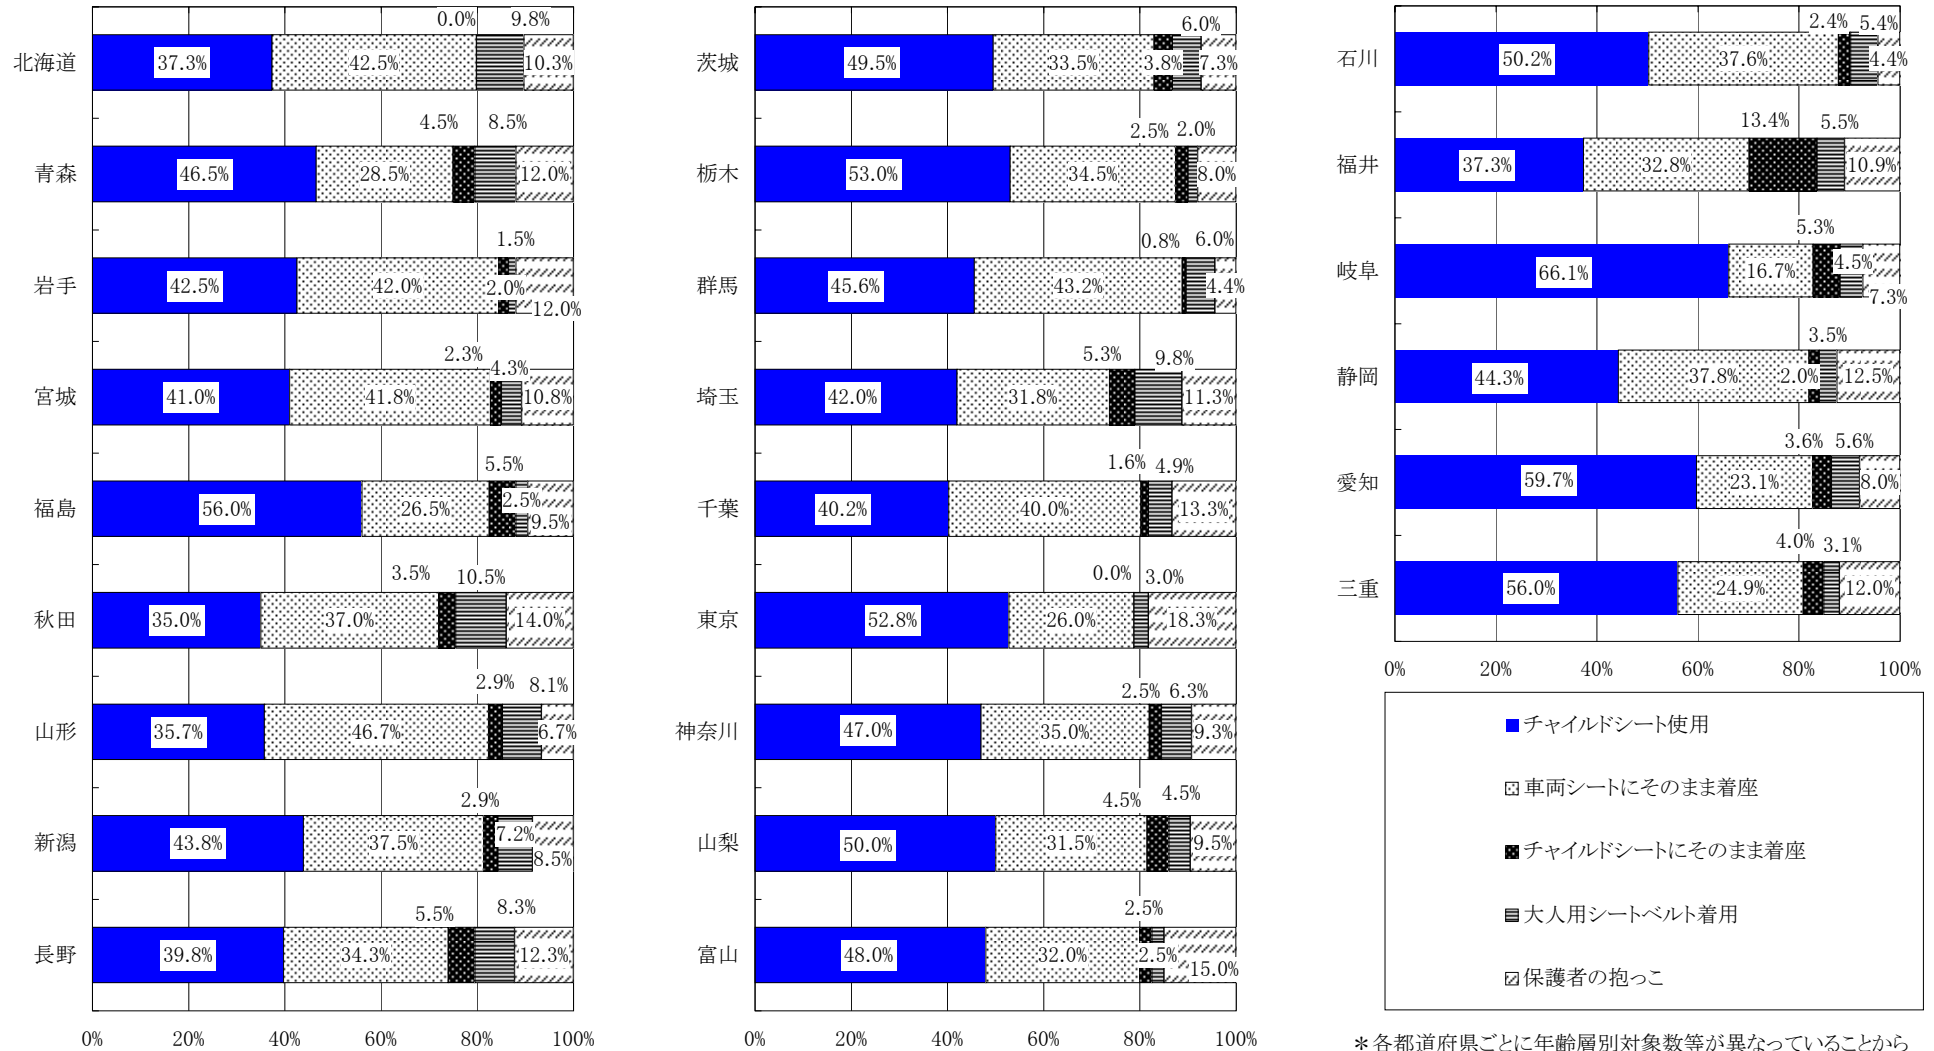 0.0% 9.8%
北海道 37.3% 42.5% 10.3%
4.5% 8.5%
青森 46.5% 28.5% 12.0%
1.5%
岩手 42.5% 42.0% 2.0%
12.0%
2.3% 4.3%
宮城 41.0% 41.8% 10.8%
5.5%
2.5%
福島 56.0% 26.5% 9.5%
3.5% 10.5%
秋田 35.0% 37.0% 14.0%
2.9% 8.1%
山形 35.7% 46.7% 6.7%
2.9%
7.2%
新潟 43.8% 37.5% 8.5%
5.5% 8.3%
長野 39.8% 34.3% 12.3%
0% 20% 40% 60% 80% 100%
6.0%
茨城 49.5% 33.5% 3.8% 7.3%
2.5% 2.0%
栃木 53.0% 34.5% 8.0%
0.8% 6.0%
群馬 45.6% 43.2% 4.4%
5.3% 9.8%
埼玉 42.0% 31.8% 11.3%
1.6% 4.9%
千葉 40.2% 40.0% 13.3%
0.0% 3.0%
東京 52.8% 26.0% 18.3%
2.5% 6.3%
神奈川 47.0% 35.0% 9.3%
4.5% 4.5%
山梨 50.0% 31.5% 9.5%
2.5%
富山 48.0% 32.0% 2.5%
15.0%
0% 20% 40% 60% 80% 100%
2.4% 5.4%
石川 50.2% 37.6% 4.4%
13.4% 5.5%
福井 37.3% 32.8% 10.9%
5.3%
岐阜 66.1% 16.7% 4.5%
7.3%
3.5%
静岡 44.3% 37.8% 2.0% 12.5%
3.6% 5.6%
愛知 59.7% 23.1% 8.0%
4.0% 3.1%
三重 56.0% 24.9% 12.0%
0% 20% 40% 60% 80% 100%
チャイルドシート使用
車両シートにそのまま着座
チャイルドシートにそのまま着座
大人用シートベルト着用
保護者の抱っこ
＊各都道府県ごとに年齢層別対象数等が異なっていることから